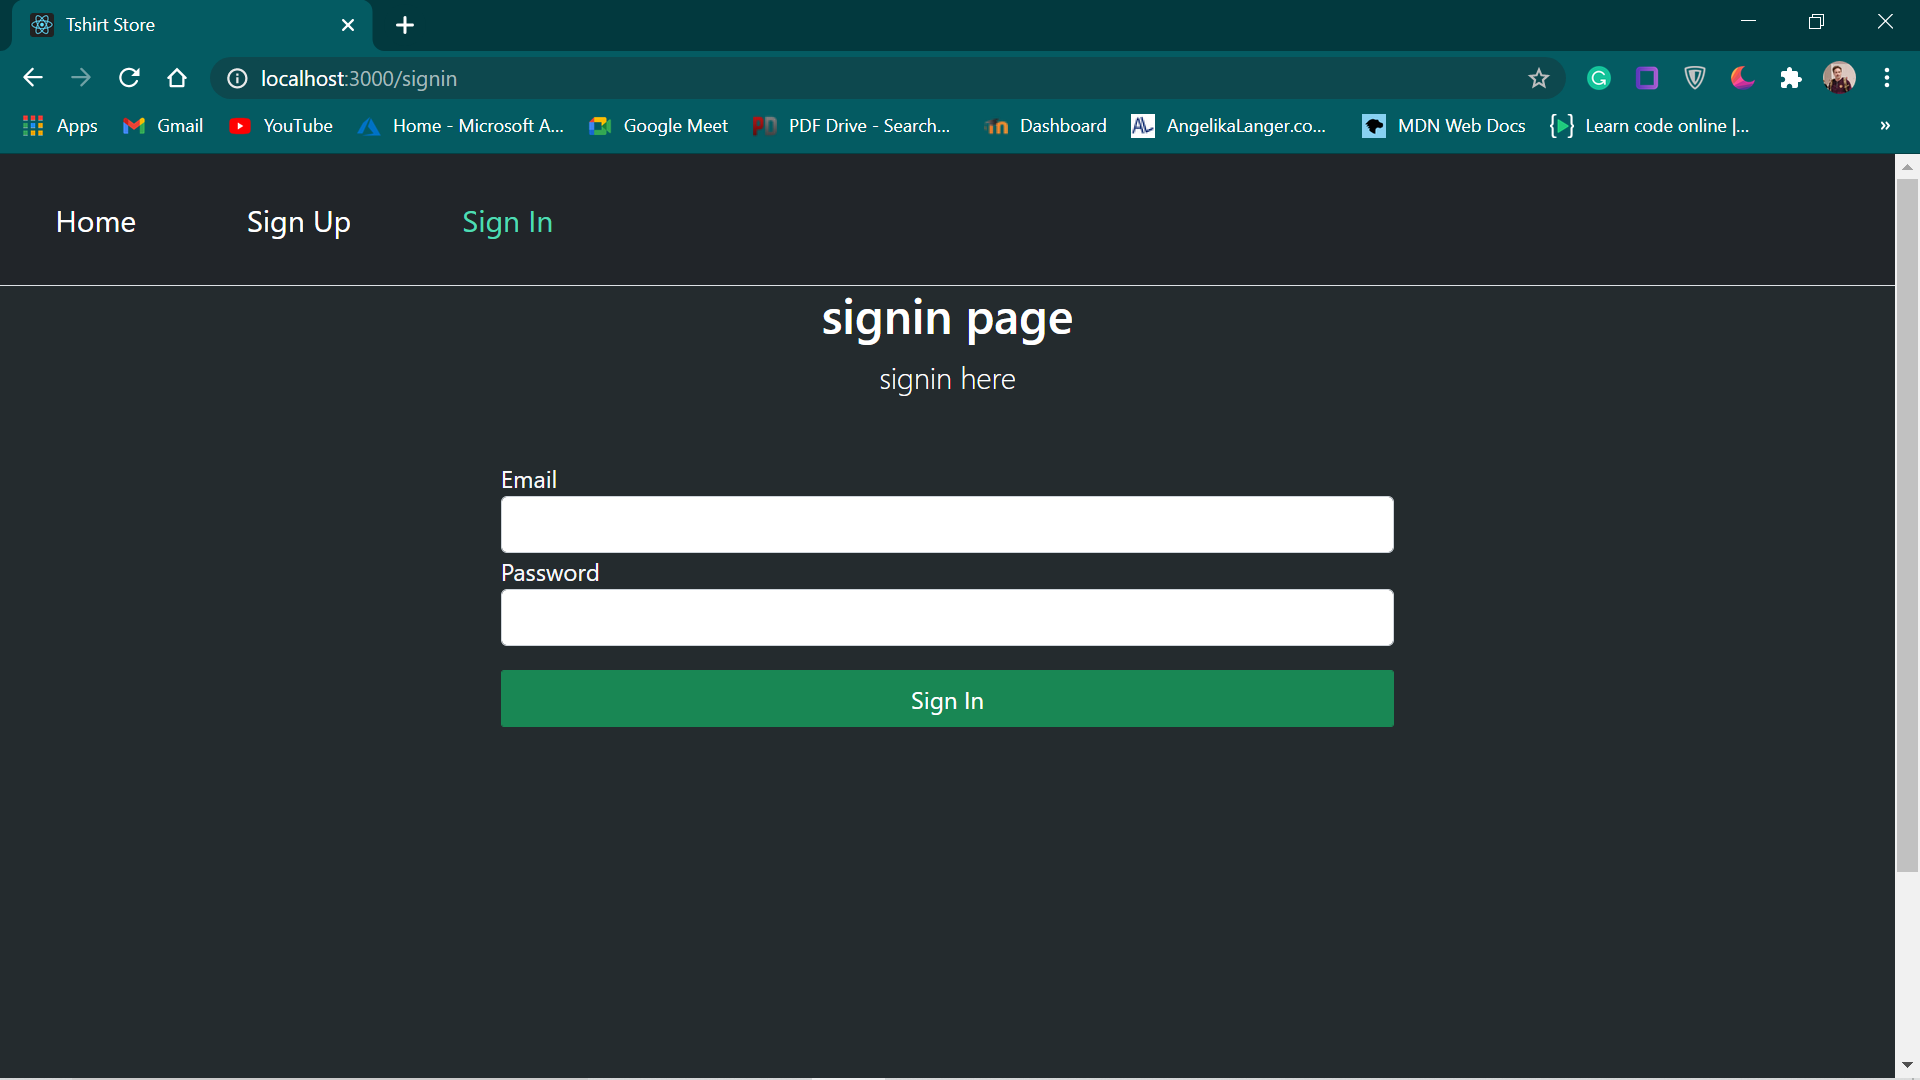 Tshirt Store
localhost:3000/signin
Apps Gmail YouTube Home - Microsoft A... Google Meet PDF Drive - Search... Dashboard AngelikaLanger.co... MDN Web Docs Learn code online |...
Home Sign Up Sign In
signin page
signin here
Email
Password
Sign In